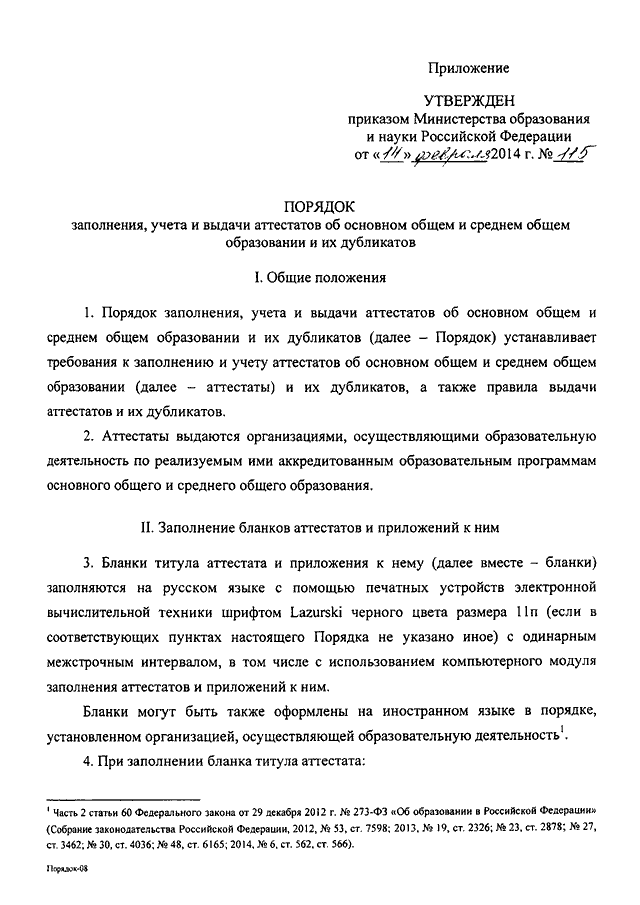 Приложение
УТВЕРЖДЕН
приказом Министерства образования
и науки Российской Федерации
от «14» февраля 2014 г. № 115
ПОРЯДОК
заполнения, учета и выдачи аттестатов об основном общем и среднем общем
образовании и их дубликатов
I. Общие положения
1. Порядок заполнения, учета и выдачи аттестатов об основном общем и
среднем общем образовании и их дубликатов (далее – Порядок) устанавливает
требования к заполнению и учету аттестатов об основном общем и среднем общем
образовании (далее – аттестаты) и их дубликатов, а также правила выдачи
аттестатов и их дубликатов.
2. Аттестаты выдаются организациями, осуществляющими образовательную
деятельность по реализуемым ими аккредитованным образовательным программам
основного общего и среднего общего образования.
II. Заполнение бланков аттестатов и приложений к ним
3. Бланки титула аттестата и приложения к нему (далее вместе – бланки)
заполняются на русском языке с помощью печатных устройств электронной
вычислительной техники шрифтом Lazurski черного цвета размера 11п (если в
соответствующих пунктах настоящего Порядка не указано иное) с одинарным
межстрочным интервалом, в том числе с использованием компьютерного модуля
заполнения аттестатов и приложений к ним.
Бланки могут быть также оформлены на иностранном языке в порядке,
установленном организацией, осуществляющей образовательную деятельность¹.
4. При заполнении бланка титула аттестата:
¹ Часть 2 статьи 60 Федерального закона от 29 декабря 2012 г. № 273-ФЗ «Об образовании в Российской Федерации»
(Собрание законодательства Российской Федерации, 2012, № 53, ст. 7598; 2013, № 19, ст. 2326; № 23, ст. 2878; № 27,
ст. 3462; № 30, ст. 4036; № 48, ст. 6165; 2014, № 6, ст. 562, ст. 566).
Порядок-08